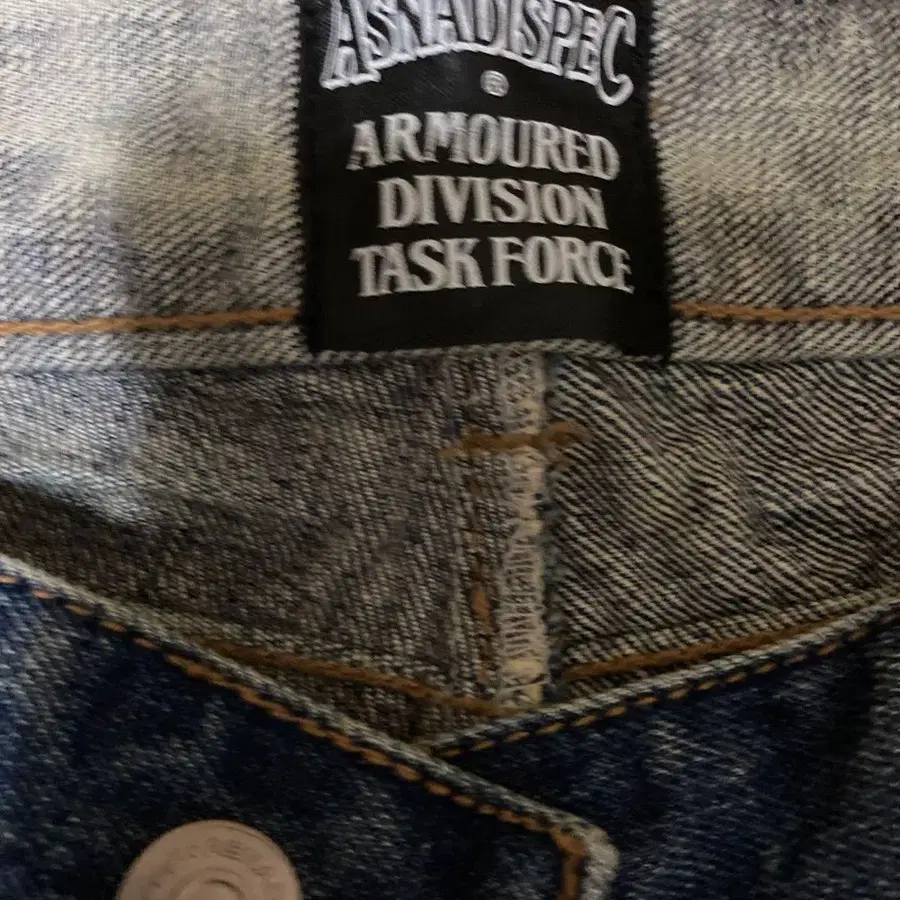 ASNADISPEC
®
ARMOURED
DIVISION
TASK FORCE